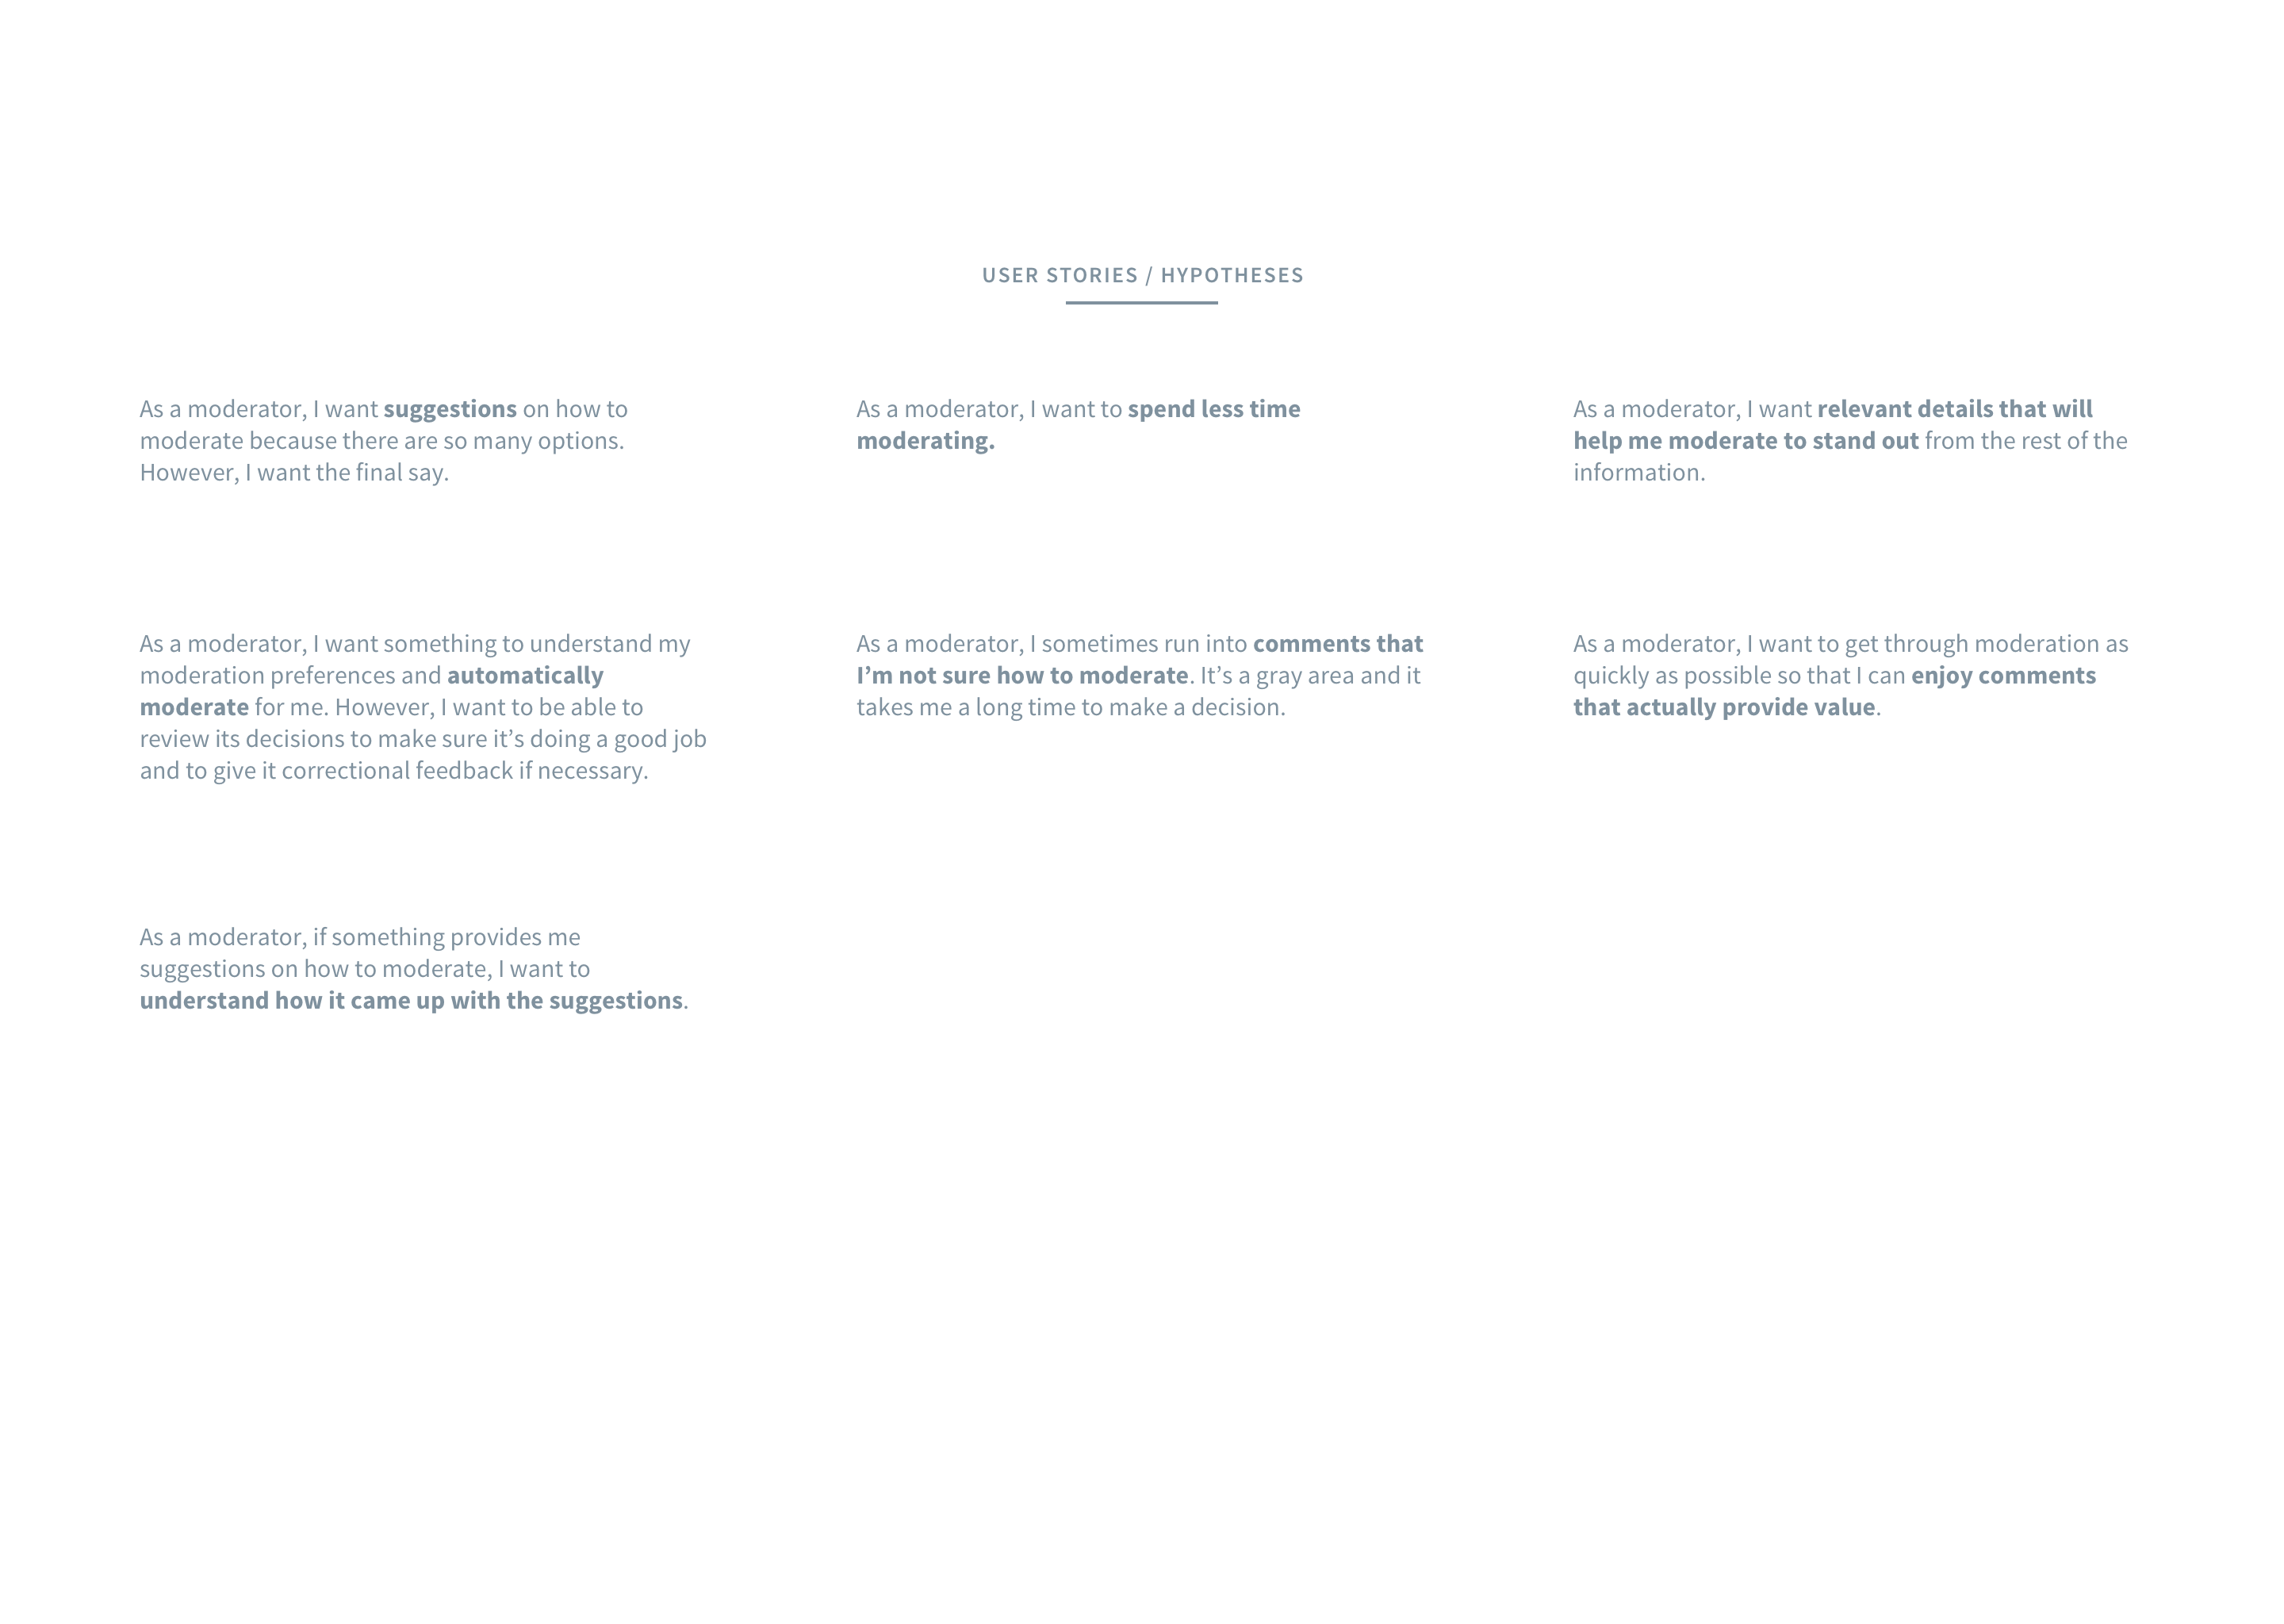 USER STORIES / HYPOTHESES
As a moderator, I want suggestions on how to
moderate because there are so many options.
However, I want the final say.
As a moderator, I want to spend less time
moderating.
As a moderator, I want relevant details that will
help me moderate to stand out from the rest of the
information.
As a moderator, I want something to understand my
moderation preferences and automatically
moderate for me. However, I want to be able to
review its decisions to make sure it’s doing a good job
and to give it correctional feedback if necessary.
As a moderator, I sometimes run into comments that
I’m not sure how to moderate. It’s a gray area and it
takes me a long time to make a decision.
As a moderator, I want to get through moderation as
quickly as possible so that I can enjoy comments
that actually provide value.
As a moderator, if something provides me
suggestions on how to moderate, I want to
understand how it came up with the suggestions.